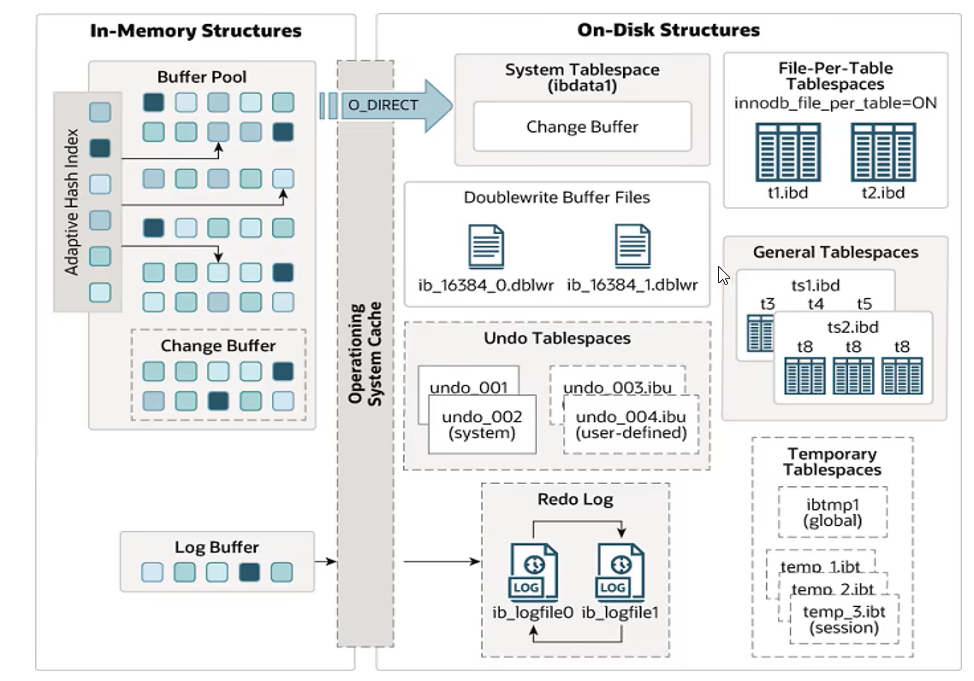 In-Memory Structures
Buffer Pool
Adaptive Hash Index
Change Buffer
Log Buffer
Operationing
System Cache
O_DIRECT
On-Disk Structures
System Tablespace
(ibdata1)
Change Buffer
Doublewrite Buffer Files
ib_16384_0.dblwr
ib_16384_1.dblwr
Undo Tablespaces
undo_001
undo_002
(system)
undo_003.ibu
undo_004.ibu
(user-defined)
Redo Log
LOG
LOG
ib_logfile0
ib_logfile1
File-Per-Table
Tablespaces
innodb_file_per_table=ON
t1.ibd
t2.ibd
General Tablespaces
ts1.ibd
t3 t4 t5
ts2.ibd
t8 t8 t8
Temporary
Tablespaces
ibtmp1
(global)
temp_1.ibt
temp_2.ibt
temp_3.ibt
(session)